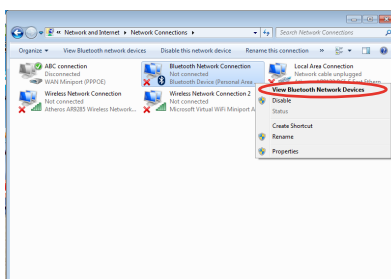 « Network and Internet ▸ Network Connections ▸
Search Network Connections
Organize ▾ View Bluetooth network devices Disable this network device Rename this connection »
ABC connection
Disconnected
WAN Miniport (PPPOE)
Bluetooth Network Connection
Not connected
Bluetooth Device (Personal Area ...
Local Area Connection
Network cable unplugged
Wireless Network Connection
Not connected
Atheros AR9285 Wireless Network...
Wireless Network Connection 2
Not connected
Microsoft Virtual WiFi Miniport A
View Bluetooth Network Devices
Disable
Status
Create Shortcut
Rename
Properties